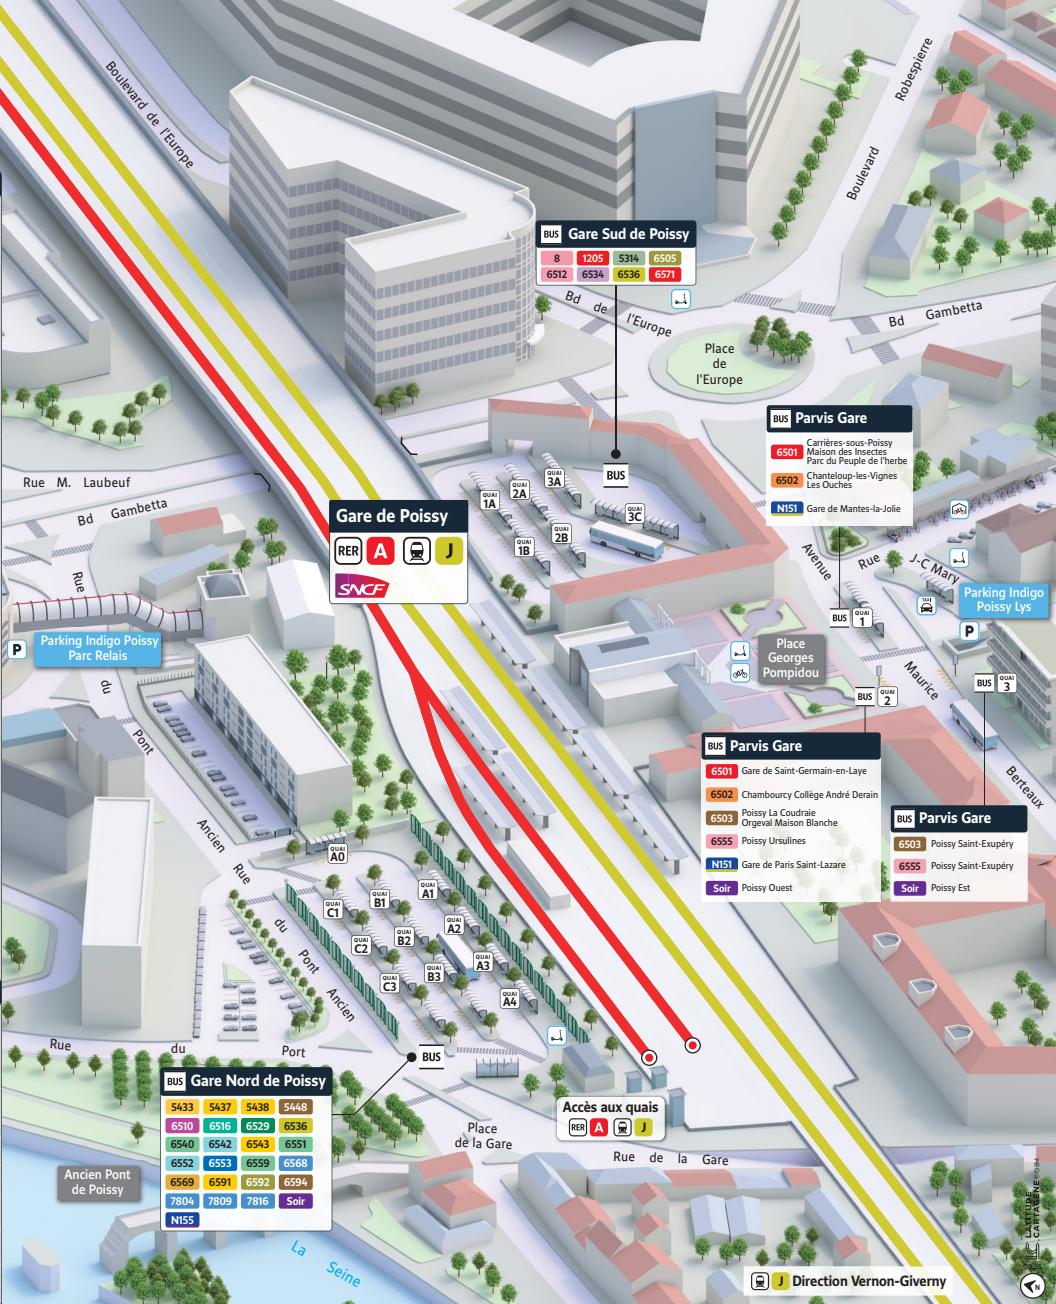 Boulevard de l'Europe
Robespierre
Boulevard
BUS Gare Sud de Poissy
8 1205 5314 6505
6512 6534 6536 6571
Bd de l'Europe
Bd Gambetta
Place
de
l'Europe
BUS Parvis Gare
6501 Carrières-sous-Poissy
Maison des Insectes
Parc du Peuple de l'herbe
6502 Chanteloup-les-Vignes
Les Ouches
N151 Gare de Mantes-la-Jolie
BUS
QUAI 1A
QUAI 2A
QUAI 3A
QUAI 1B
QUAI 2B
QUAI 3C
Rue M. Laubeuf
Bd Gambetta
Rue
du
Pont
Ancien
Gare de Poissy
RER A J
SNCF
Avenue
Rue J-C Mary
TAXI
Parking Indigo
Poissy Lys
P
BUS QUAI 1
Maurice
Berteaux
P
Parking Indigo Poissy
Parc Relais
Place
Georges
Pompidou
BUS QUAI 2
BUS QUAI 3
BUS Parvis Gare
6501 Gare de Saint-Germain-en-Laye
6502 Chambourcy Collège André Derain
6503 Poissy La Coudraie
Orgeval Maison Blanche
6555 Poissy Ursulines
N151 Gare de Paris Saint-Lazare
Soir Poissy Ouest
BUS Parvis Gare
6503 Poissy Saint-Exupéry
6555 Poissy Saint-Exupéry
Soir Poissy Est
QUAI A0
QUAI A1
QUAI B1
QUAI C1
QUAI A2
QUAI B2
QUAI C2
QUAI A3
QUAI B3
QUAI C3
QUAI A4
Rue
du
Pont
Ancien
Rue du Port
BUS
BUS Gare Nord de Poissy
5433 5437 5438 5448
6510 6516 6529 6536
6540 6542 6543 6551
6552 6553 6559 6568
6569 6591 6592 6594
7804 7809 7816 Soir
N155
Accès aux quais
RER A J
Place
de la Gare
Rue de la Gare
Ancien Pont
de Poissy
La Seine
LATITUDE
CARTAGÈNE
J Direction Vernon-Giverny
N